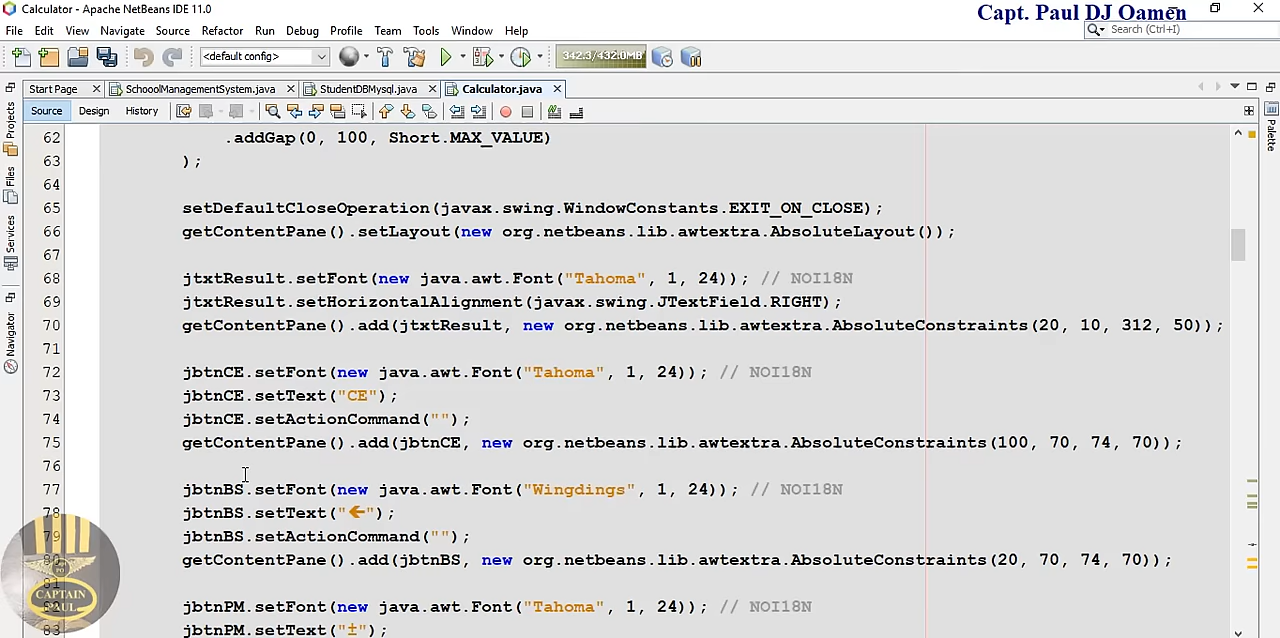 Calculator - Apache NetBeans IDE 11.0
Capt. Paul DJ Oamen
File Edit View Navigate Source Refactor Run Debug Profile Team Tools Window Help
Search (Ctrl+I)
<default config>
342.3/432.0MB
Start Page SchoolManagementSystem.java StudentDBMysql.java Calculator.java
Source Design History
Projects
Files
Services
Navigator
Palette
62 .addGap(0, 100, Short.MAX_VALUE)
63 );
64
65 setDefaultCloseOperation(javax.swing.WindowConstants.EXIT_ON_CLOSE);
66 getContentPane().setLayout(new org.netbeans.lib.awtextra.AbsoluteLayout());
67
68 jtxtResult.setFont(new java.awt.Font("Tahoma", 1, 24)); // NOI18N
69 jtxtResult.setHorizontalAlignment(javax.swing.JTextField.RIGHT);
70 getContentPane().add(jtxtResult, new org.netbeans.lib.awtextra.AbsoluteConstraints(20, 10, 312, 50));
71
72 jbtnCE.setFont(new java.awt.Font("Tahoma", 1, 24)); // NOI18N
73 jbtnCE.setText("CE");
74 jbtnCE.setActionCommand("");
75 getContentPane().add(jbtnCE, new org.netbeans.lib.awtextra.AbsoluteConstraints(100, 70, 74, 70));
76
77 jbtnBS.setFont(new java.awt.Font("Wingdings", 1, 24)); // NOI18N
78 jbtnBS.setText("🡨");
79 jbtnBS.setActionCommand("");
80 getContentPane().add(jbtnBS, new org.netbeans.lib.awtextra.AbsoluteConstraints(20, 70, 74, 70));
81
82 jbtnPM.setFont(new java.awt.Font("Tahoma", 1, 24)); // NOI18N
83 jbtnPM.setText("±");
CAPTAIN
PAUL